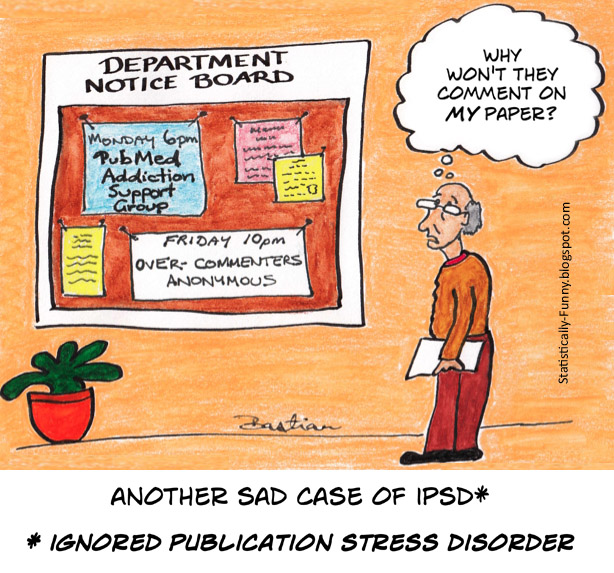 DEPARTMENT
NOTICE BOARD
MONDAY 6pm
PubMed
Addiction
Support
Group
FRIDAY 10pm
OVER-COMMENTERS
ANONYMOUS
WHY
WON'T THEY
COMMENT ON
MY PAPER?
Statistically-Funny.blogspot.com
Bastian
ANOTHER SAD CASE OF IPSD*
* IGNORED PUBLICATION STRESS DISORDER